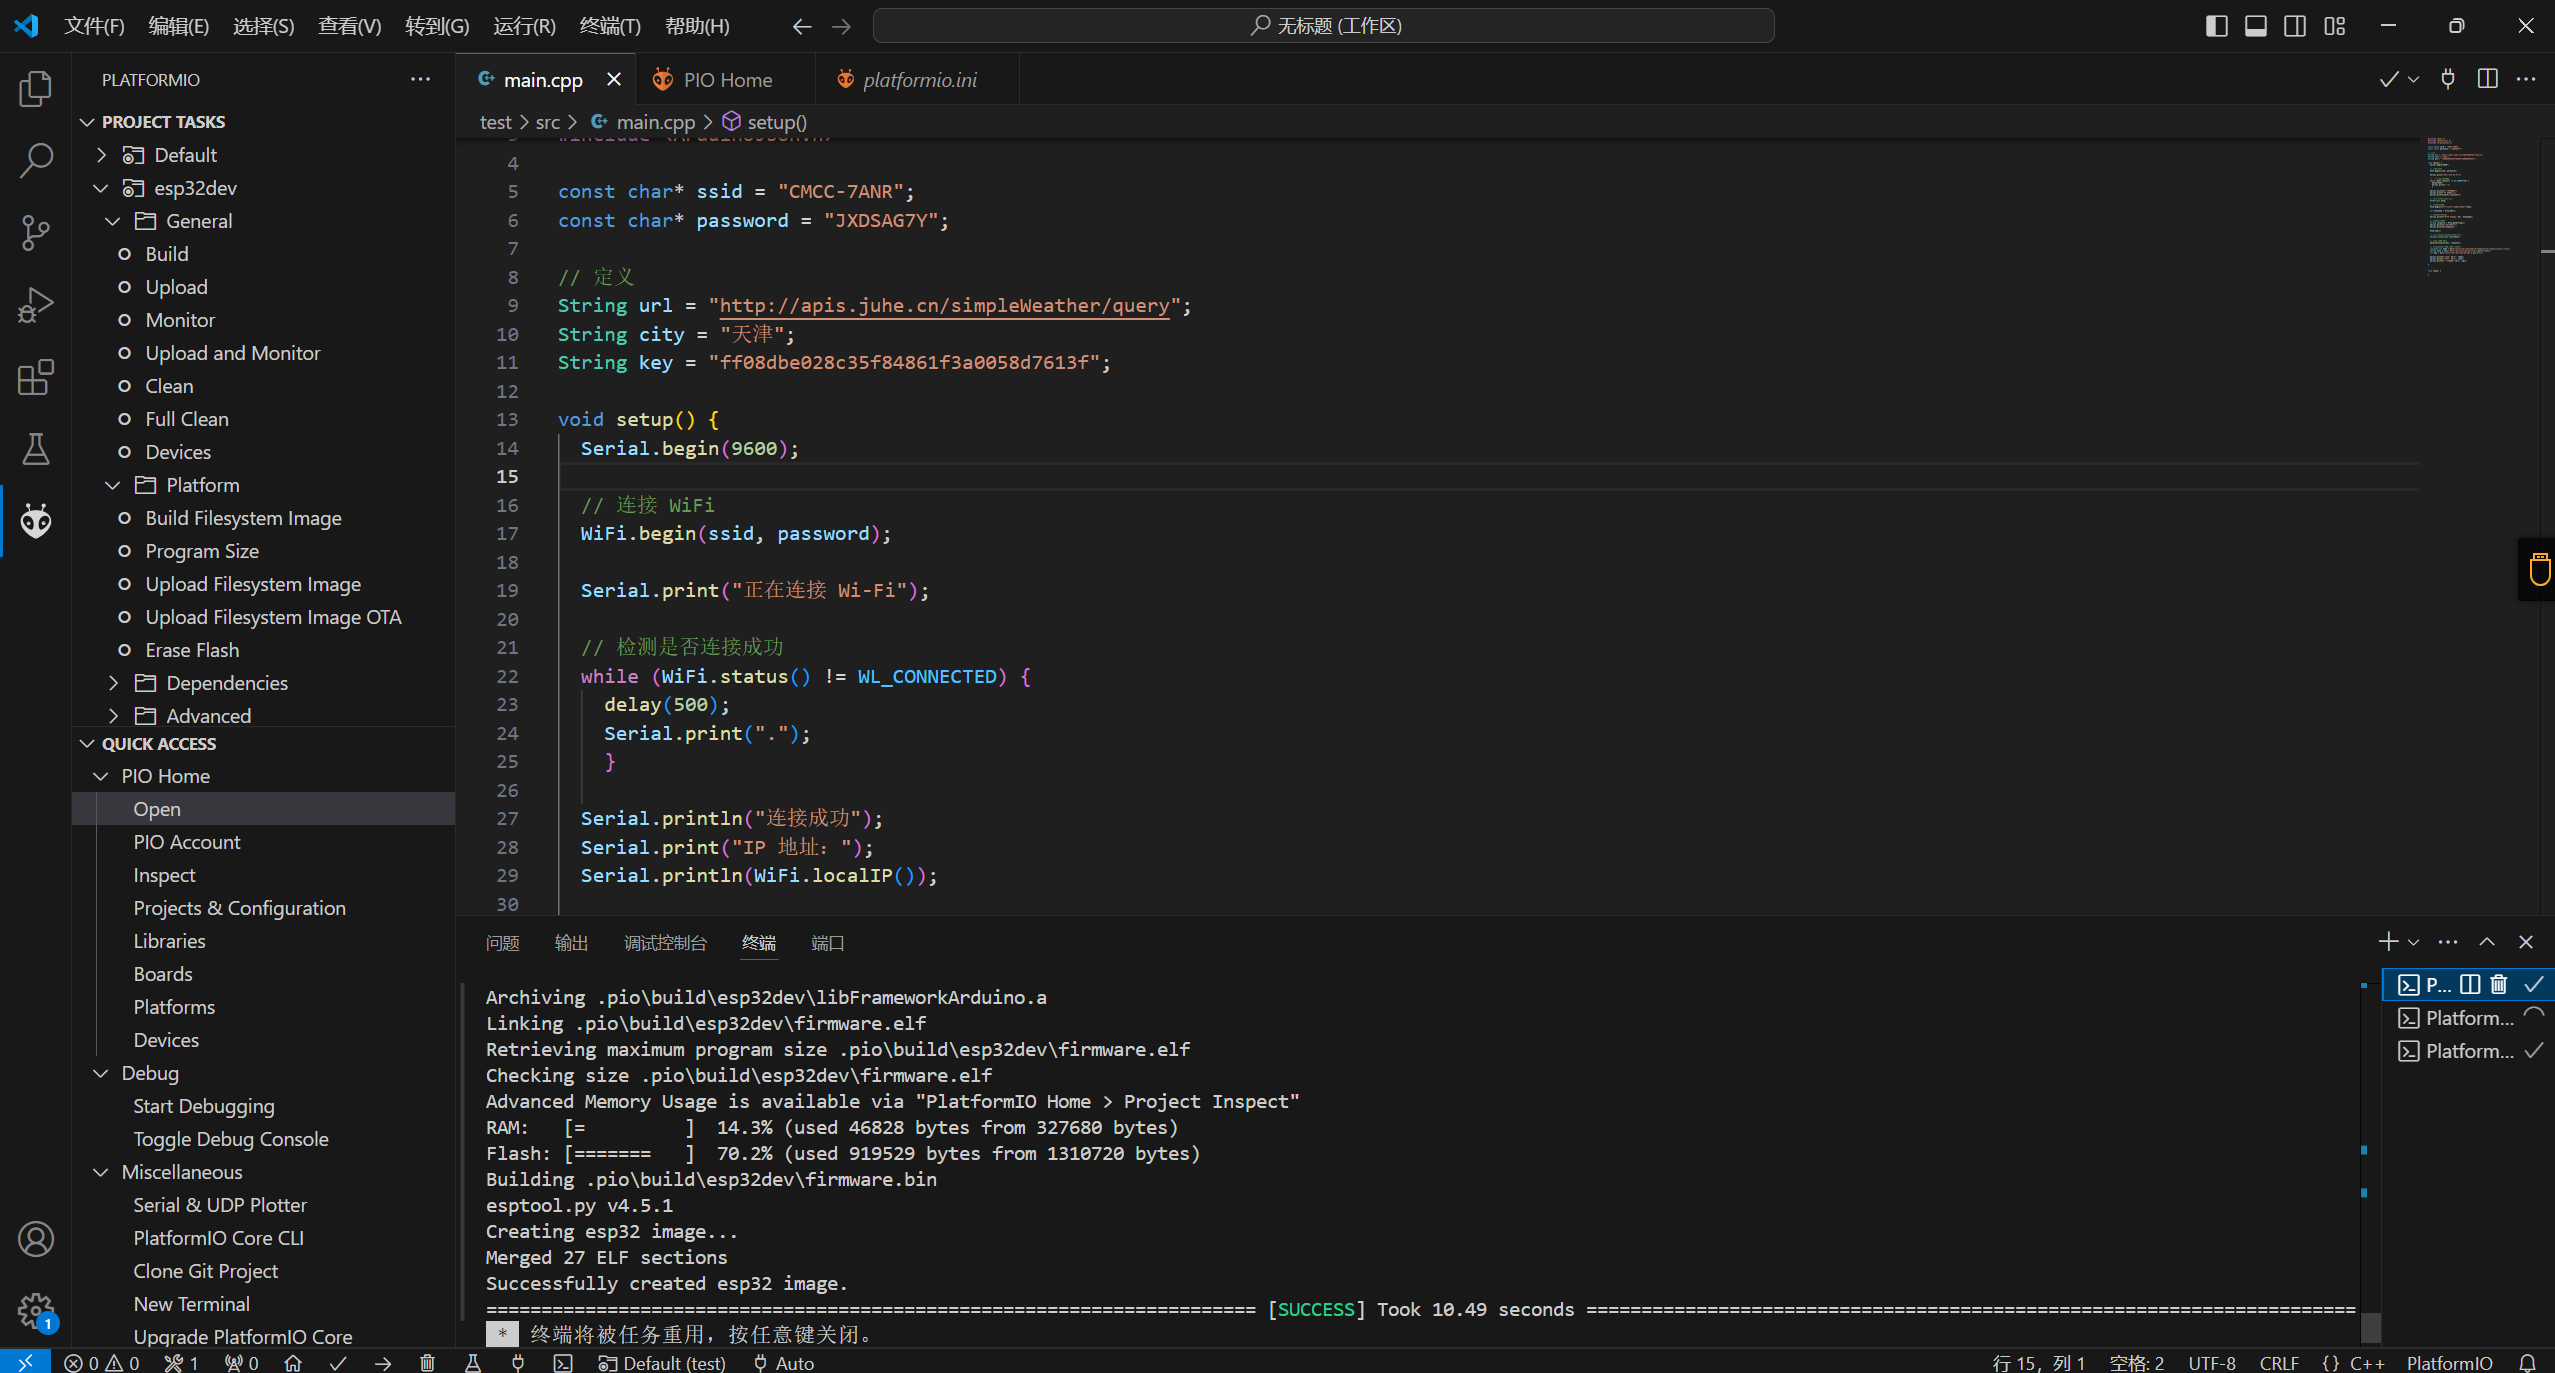 文件(F) 编辑(E) 选择(S) 查看(V) 转到(G) 运行(R) 终端(T) 帮助(H)
无标题 (工作区)
PLATFORMIO
PROJECT TASKS
Default
esp32dev
General
Build
Upload
Monitor
Upload and Monitor
Clean
Full Clean
Devices
Platform
Build Filesystem Image
Program Size
Upload Filesystem Image
Upload Filesystem Image OTA
Erase Flash
Dependencies
Advanced
QUICK ACCESS
PIO Home
Open
PIO Account
Inspect
Projects & Configuration
Libraries
Boards
Platforms
Devices
Debug
Start Debugging
Toggle Debug Console
Miscellaneous
Serial & UDP Plotter
PlatformIO Core CLI
Clone Git Project
New Terminal
Upgrade PlatformIO Core
main.cpp PIO Home platformio.ini
test > src > main.cpp > setup()
4
5 const char* ssid = "CMCC-7ANR";
6 const char* password = "JXDSAG7Y";
7
8 // 定义
9 String url = "http://apis.juhe.cn/simpleWeather/query";
10 String city = "天津";
11 String key = "ff08dbe028c35f84861f3a0058d7613f";
12
13 void setup() {
14 Serial.begin(9600);
15
16 // 连接 WiFi
17 WiFi.begin(ssid, password);
18
19 Serial.print("正在连接 Wi-Fi");
20
21 // 检测是否连接成功
22 while (WiFi.status() != WL_CONNECTED) {
23 delay(500);
24 Serial.print(".");
25 }
26
27 Serial.println("连接成功");
28 Serial.print("IP 地址：");
29 Serial.println(WiFi.localIP());
30
问题 输出 调试控制台 终端 端口
Archiving .pio\build\esp32dev\libFrameworkArduino.a
Linking .pio\build\esp32dev\firmware.elf
Retrieving maximum program size .pio\build\esp32dev\firmware.elf
Checking size .pio\build\esp32dev\firmware.elf
Advanced Memory Usage is available via "PlatformIO Home > Project Inspect"
RAM: [= ] 14.3% (used 46828 bytes from 327680 bytes)
Flash: [======= ] 70.2% (used 919529 bytes from 1310720 bytes)
Building .pio\build\esp32dev\firmware.bin
esptool.py v4.5.1
Creating esp32 image...
Merged 27 ELF sections
Successfully created esp32 image.
====================================================================== [SUCCESS] Took 10.49 seconds ======================================================================
* 终端将被任务重用，按任意键关闭。
P...
Platform...
Platform...
1
0 0 1 0 Default (test) Auto
行 15，列 1 空格: 2 UTF-8 CRLF {} C++ PlatformIO